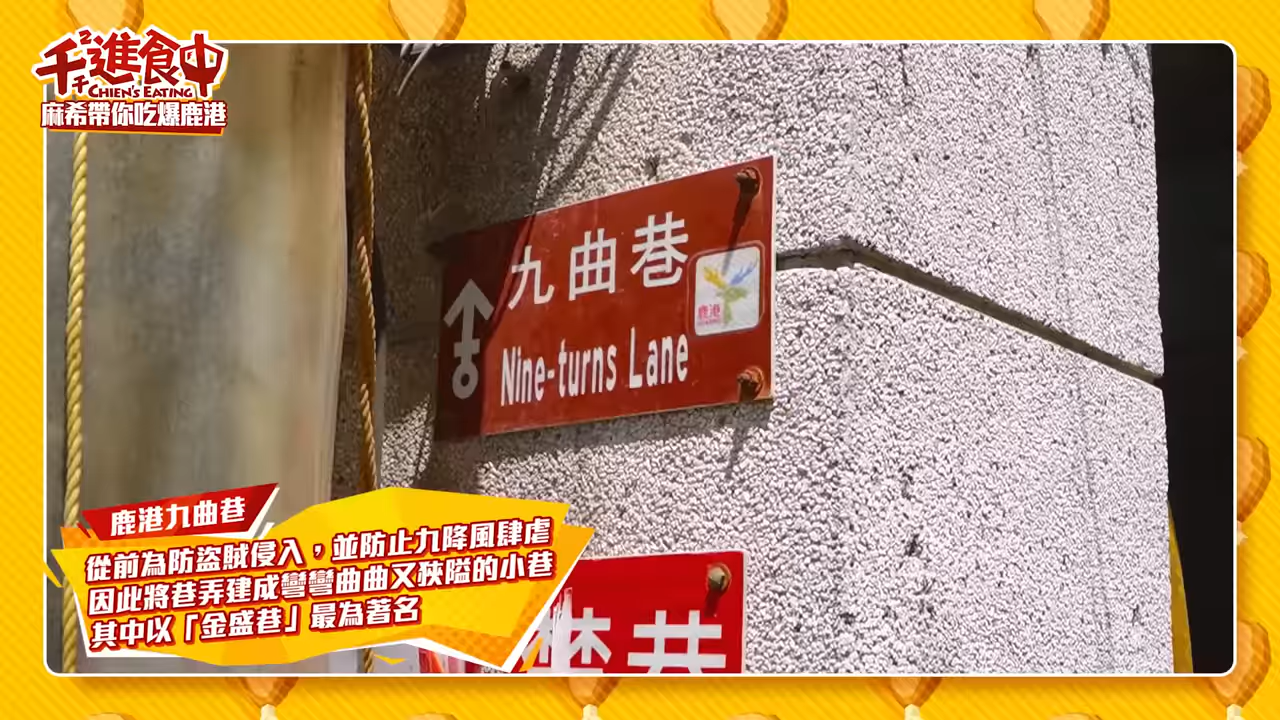 千千進食中
CHIEN'S EATING
麻希帶你吃爆鹿港
九曲巷
鹿港
Nine-turns Lane
鹿港九曲巷
從前為防盜賊侵入，並防止九降風肆虐
因此將巷弄建成彎彎曲曲又狹隘的小巷
其中以「金盛巷」最為著名
巷